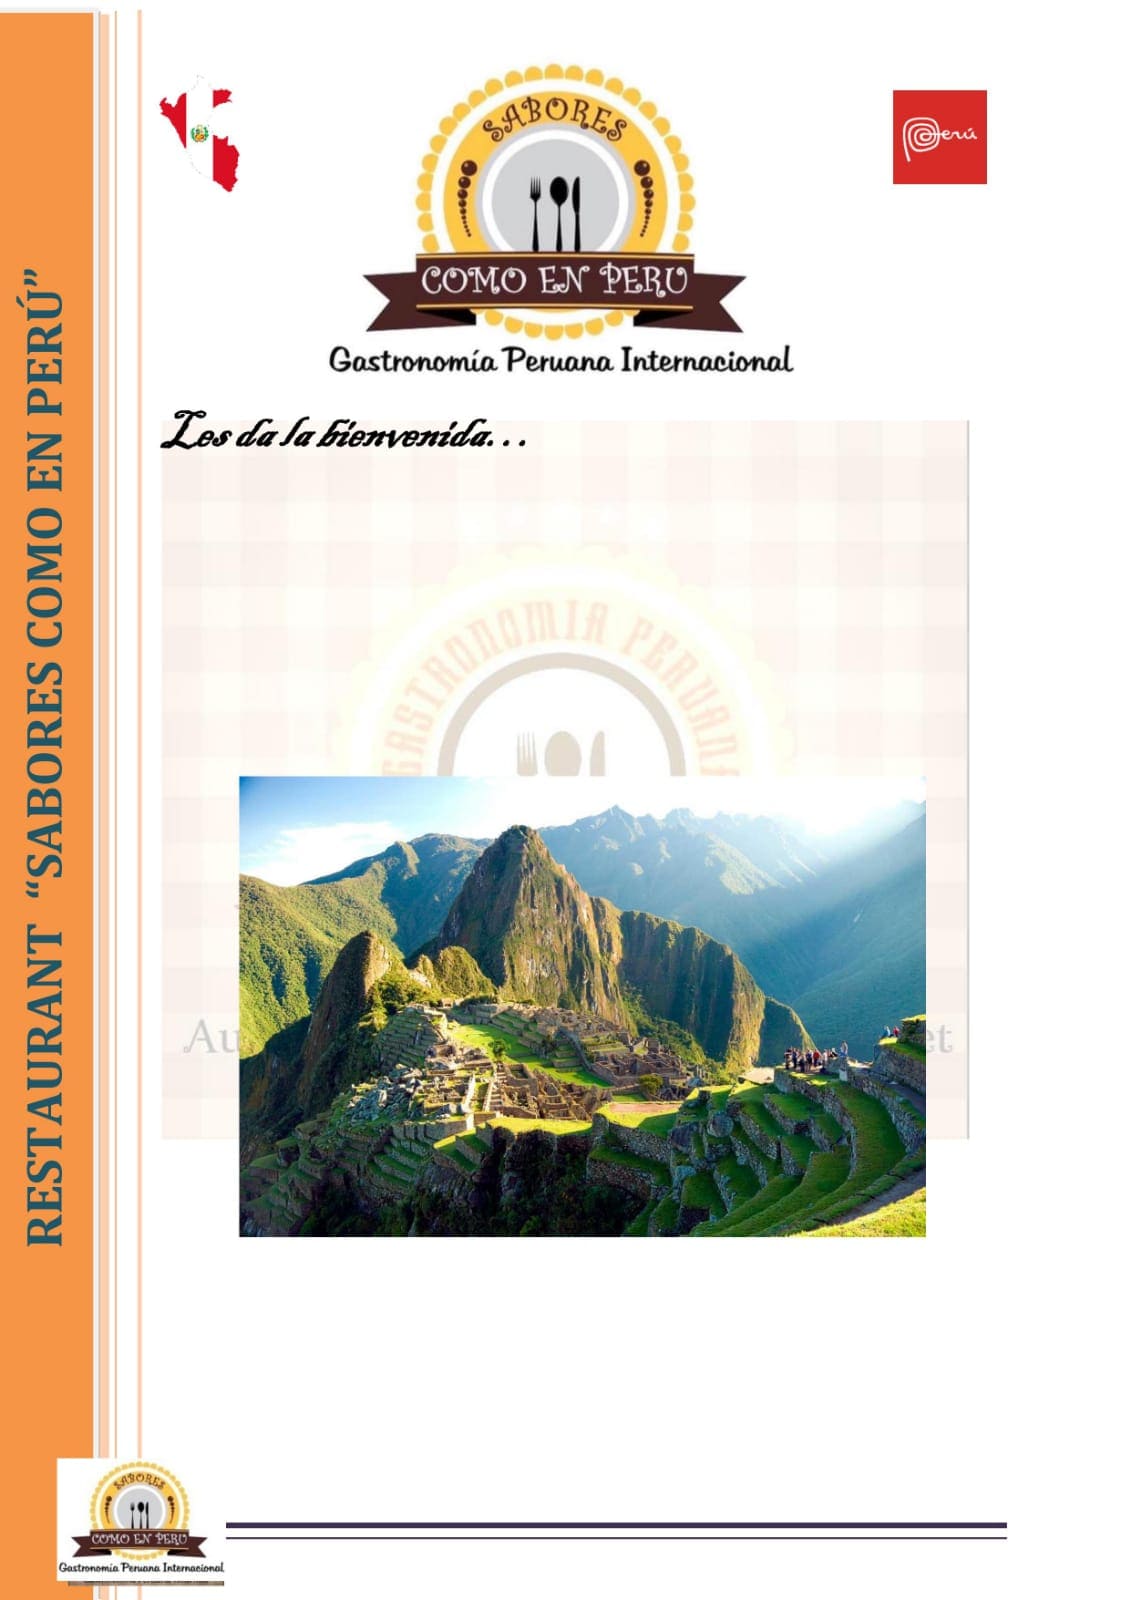 RESTAURANT “SABORES COMO EN PERÚ”
SABORES
COMO EN PERU
Gastronomía Peruana Internacional
Perú
Les da la bienvenida...
GASTRONOMIA PERUANA
SABORES
COMO EN PERU
Gastronomía Peruana Internacional